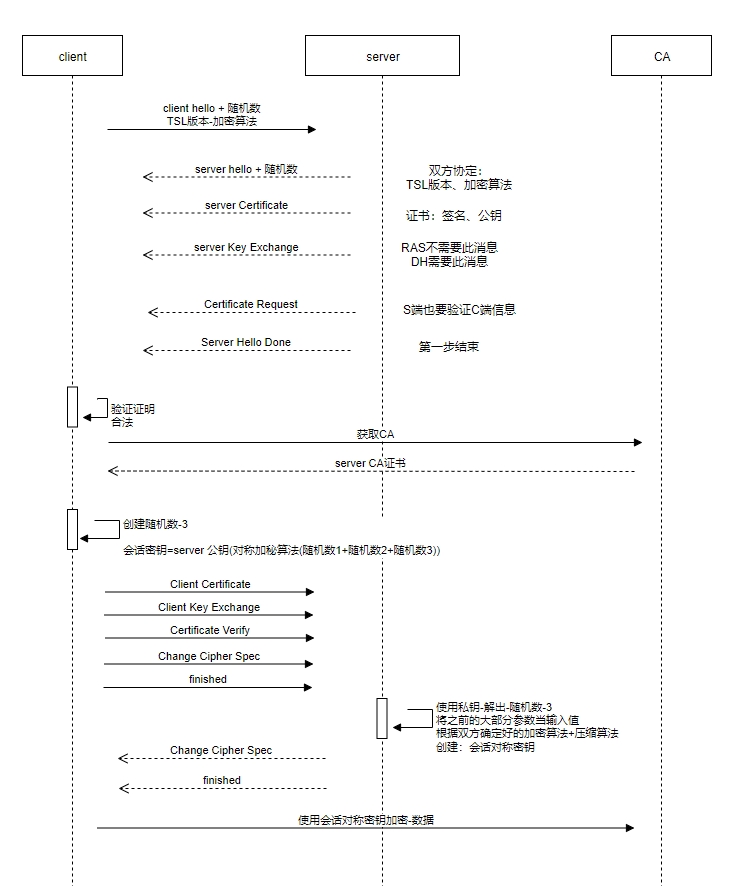 client
server
CA
client hello + 随机数
TSL版本-加密算法
server hello + 随机数
双方协定：
TSL版本、加密算法
server Certificate
证书：签名、公钥
server Key Exchange
RAS不需要此消息
DH需要此消息
Certificate Request
S端也要验证C端信息
Server Hello Done
第一步结束
验证证明
合法
获取CA
server CA证书
创建随机数-3
会话密钥=server 公钥(对称加秘算法(随机数1+随机数2+随机数3))
Client Certificate
Client Key Exchange
Certificate Verify
Change Cipher Spec
finished
使用私钥-解出-随机数-3
将之前的大部分参数当输入值
根据双方确定好的加密算法+压缩算法
创建：会话对称密钥
Change Cipher Spec
finished
使用会话对称密钥加密-数据